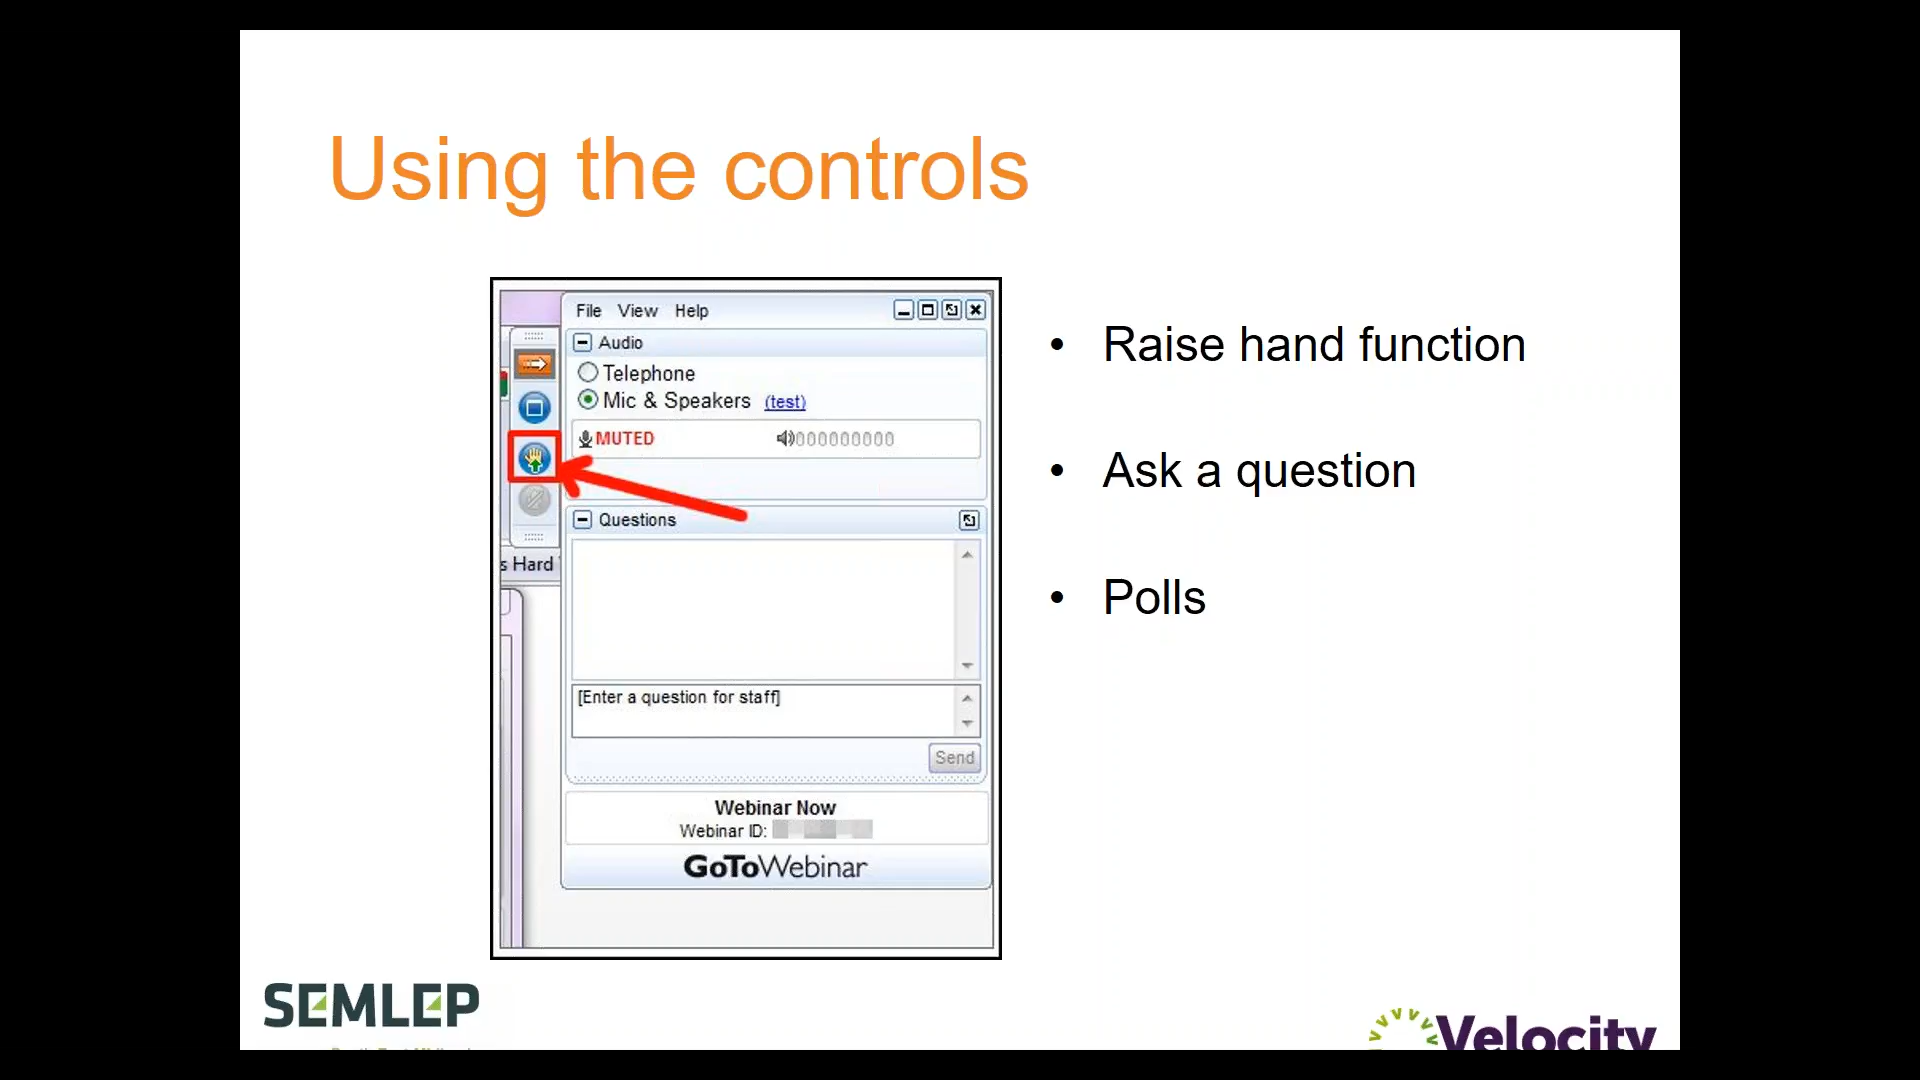 Using the controls
File View Help
Audio
Telephone
Mic & Speakers (test)
MUTED
Questions
s Hard
[Enter a question for staff]
Send
Webinar Now
Webinar ID:
GoToWebinar
• Raise hand function
• Ask a question
• Polls
SEMLEP
Velocity